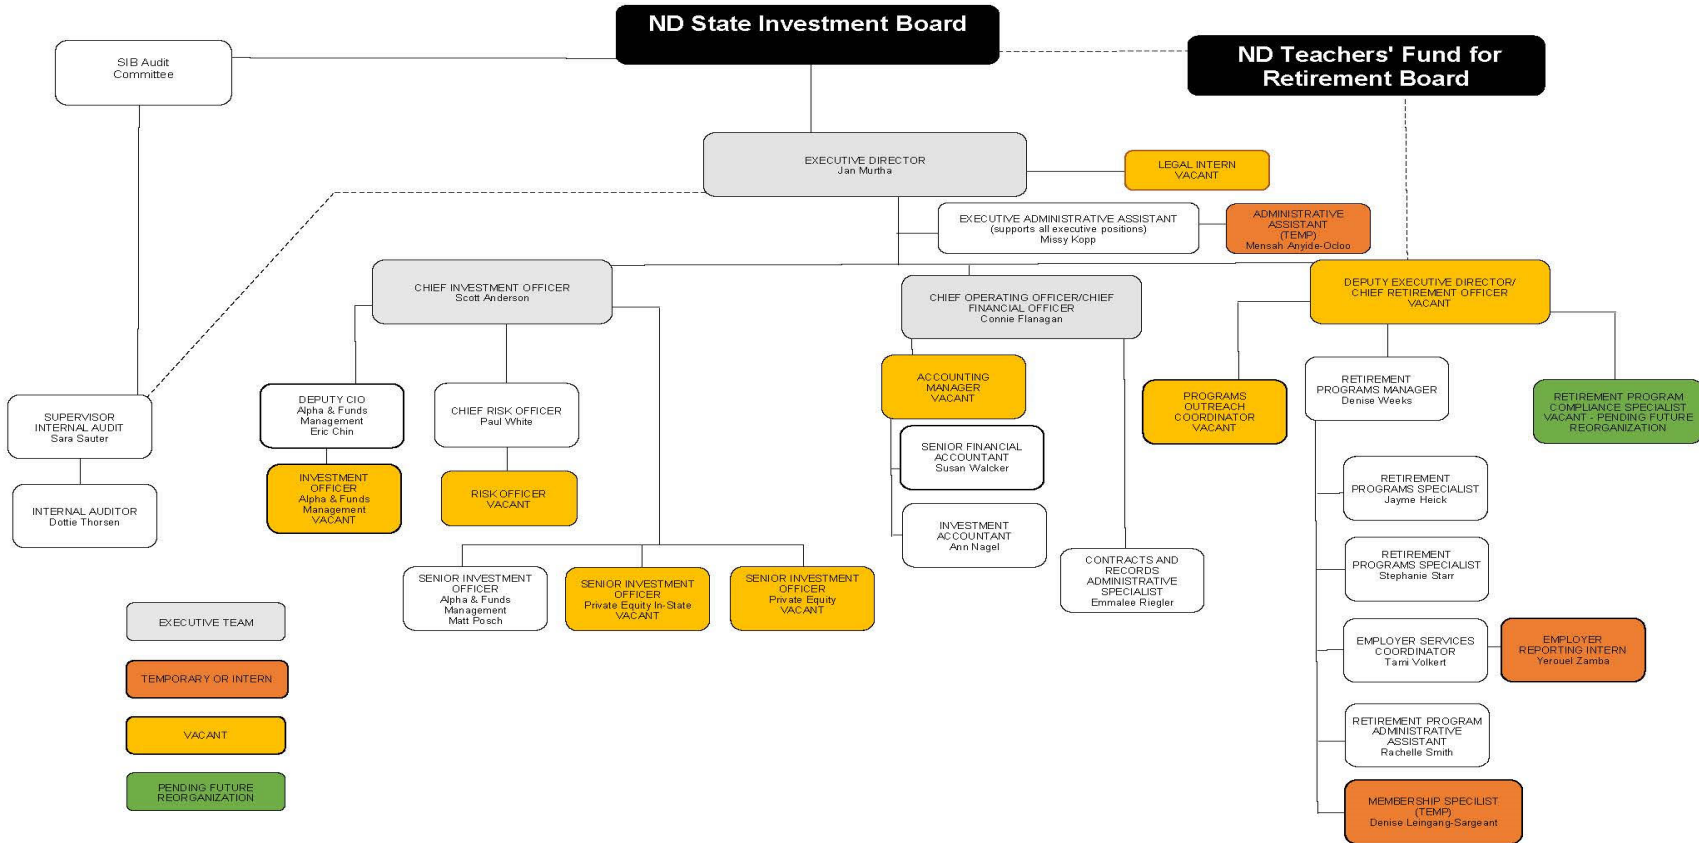 ND State Investment Board
ND Teachers' Fund for
Retirement Board
SIB Audit
Committee
EXECUTIVE DIRECTOR
Jan Murtha
LEGAL INTERN
VACANT
EXECUTIVE ADMINISTRATIVE ASSISTANT
(supports all executive positions)
Missy Kopp
ADMINISTRATIVE
ASSISTANT
(TEMP)
Mensah Anyide-Ocloo
CHIEF INVESTMENT OFFICER
Scott Anderson
CHIEF OPERATING OFFICER/CHIEF
FINANCIAL OFFICER
Connie Flanagan
DEPUTY EXECUTIVE DIRECTOR/
CHIEF RETIREMENT OFFICER
VACANT
SUPERVISOR
INTERNAL AUDIT
Sara Sauter
INTERNAL AUDITOR
Dottie Thorsen
DEPUTY CIO
Alpha & Funds
Management
Eric Chin
INVESTMENT
OFFICER
Alpha & Funds
Management
VACANT
CHIEF RISK OFFICER
Paul White
RISK OFFICER
VACANT
SENIOR INVESTMENT
OFFICER
Alpha & Funds
Management
Matt Posch
SENIOR INVESTMENT
OFFICER
Private Equity In-State
VACANT
SENIOR INVESTMENT
OFFICER
Private Equity
VACANT
ACCOUNTING
MANAGER
VACANT
SENIOR FINANCIAL
ACCOUNTANT
Susan Walcker
INVESTMENT
ACCOUNTANT
Ann Nagel
CONTRACTS AND
RECORDS
ADMINISTRATIVE
SPECIALIST
Emmalee Riegler
PROGRAMS
OUTREACH
COORDINATOR
VACANT
RETIREMENT
PROGRAMS MANAGER
Denise Weeks
RETIREMENT PROGRAM
COMPLIANCE SPECIALIST
VACANT - PENDING FUTURE
REORGANIZATION
RETIREMENT
PROGRAMS SPECIALIST
Jayme Heick
RETIREMENT
PROGRAMS SPECIALIST
Stephanie Starr
EMPLOYER SERVICES
COORDINATOR
Tami Volkert
EMPLOYER
REPORTING INTERN
Yerouel Zamba
RETIREMENT PROGRAM
ADMINISTRATIVE
ASSISTANT
Rachelle Smith
MEMBERSHIP SPECILIST
(TEMP)
Denise Leingang-Sargeant
EXECUTIVE TEAM
TEMPORARY OR INTERN
VACANT
PENDING FUTURE
REORGANIZATION